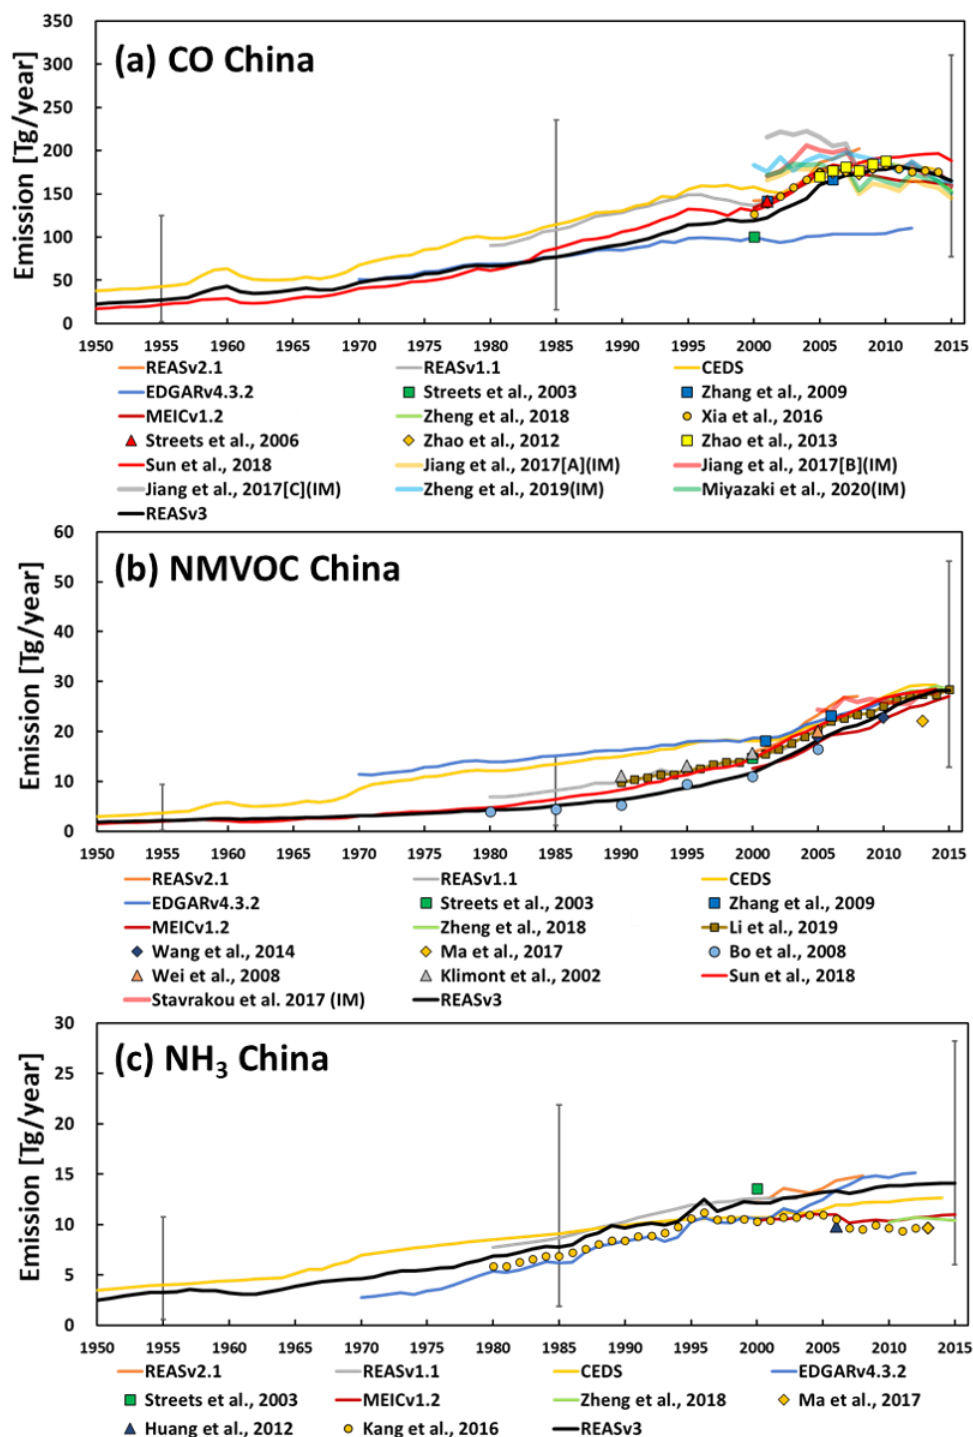 (a) CO China
Emission [Tg/year]
350
300
250
200
150
100
50
0
1950 1955 1960 1965 1970 1975 1980 1985 1990 1995 2000 2005 2010 2015
REASv2.1 REASv1.1 CEDS
EDGARv4.3.2 Streets et al., 2003 Zhang et al., 2009
MEICv1.2 Zheng et al., 2018 Xia et al., 2016
Streets et al., 2006 Zhao et al., 2012 Zhao et al., 2013
Sun et al., 2018 Jiang et al., 2017[A](IM) Jiang et al., 2017[B](IM)
Jiang et al., 2017[C](IM) Zheng et al., 2019(IM) Miyazaki et al., 2020(IM)
REASv3
(b) NMVOC China
Emission [Tg/year]
60
50
40
30
20
10
0
1950 1955 1960 1965 1970 1975 1980 1985 1990 1995 2000 2005 2010 2015
REASv2.1 REASv1.1 CEDS
EDGARv4.3.2 Streets et al., 2003 Zhang et al., 2009
MEICv1.2 Zheng et al., 2018 Li et al., 2019
Wang et al., 2014 Ma et al., 2017 Bo et al., 2008
Wei et al., 2008 Klimont et al., 2002 Sun et al., 2018
Stavrakou et al. 2017 (IM) REASv3
(c) NH₃ China
Emission [Tg/year]
30
25
20
15
10
5
0
1950 1955 1960 1965 1970 1975 1980 1985 1990 1995 2000 2005 2010 2015
REASv2.1 REASv1.1 CEDS EDGARv4.3.2
Streets et al., 2003 MEICv1.2 Zheng et al., 2018 Ma et al., 2017
Huang et al., 2012 Kang et al., 2016 REASv3